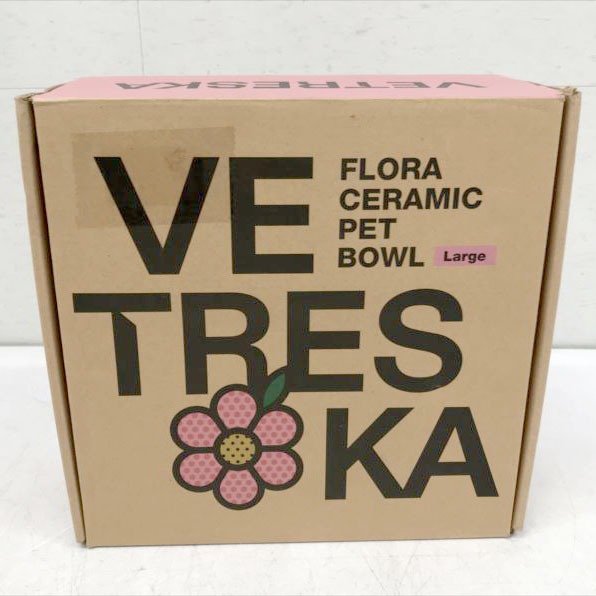 VETRESKA
VE
TRES
KA
FLORA
CERAMIC
PET
BOWL Large